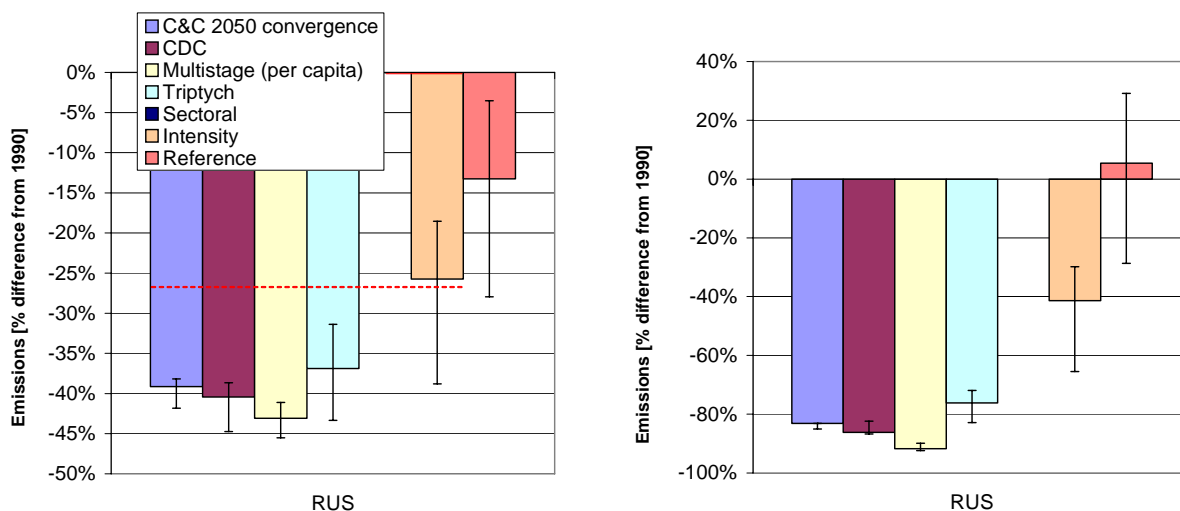 C&C 2050 convergence
CDC
Multistage (per capita)
Triptych
Sectoral
Intensity
Reference
Emissions [% difference from 1990]
0%
-5%
-10%
-15%
-20%
-25%
-30%
-35%
-40%
-45%
-50%
RUS
Emissions [% difference from 1990]
40%
20%
0%
-20%
-40%
-60%
-80%
-100%
RUS